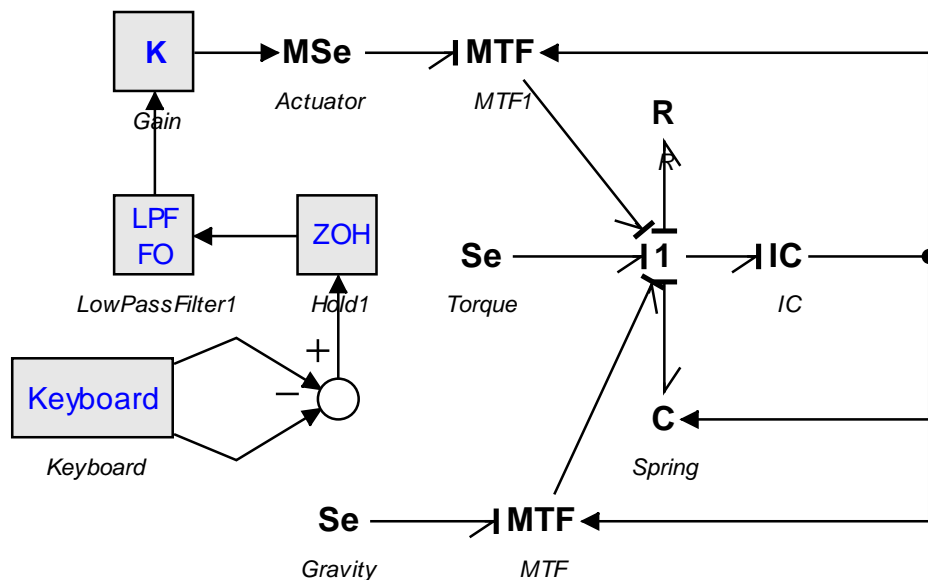 K
MSe
MTF
Gain
Actuator
MTF1
R
R
LPF
FO
ZOH
Se
1
IC
LowPassFilter1
Hold1
Torque
IC
+
−
Keyboard
C
Keyboard
Spring
Se
MTF
Gravity
MTF